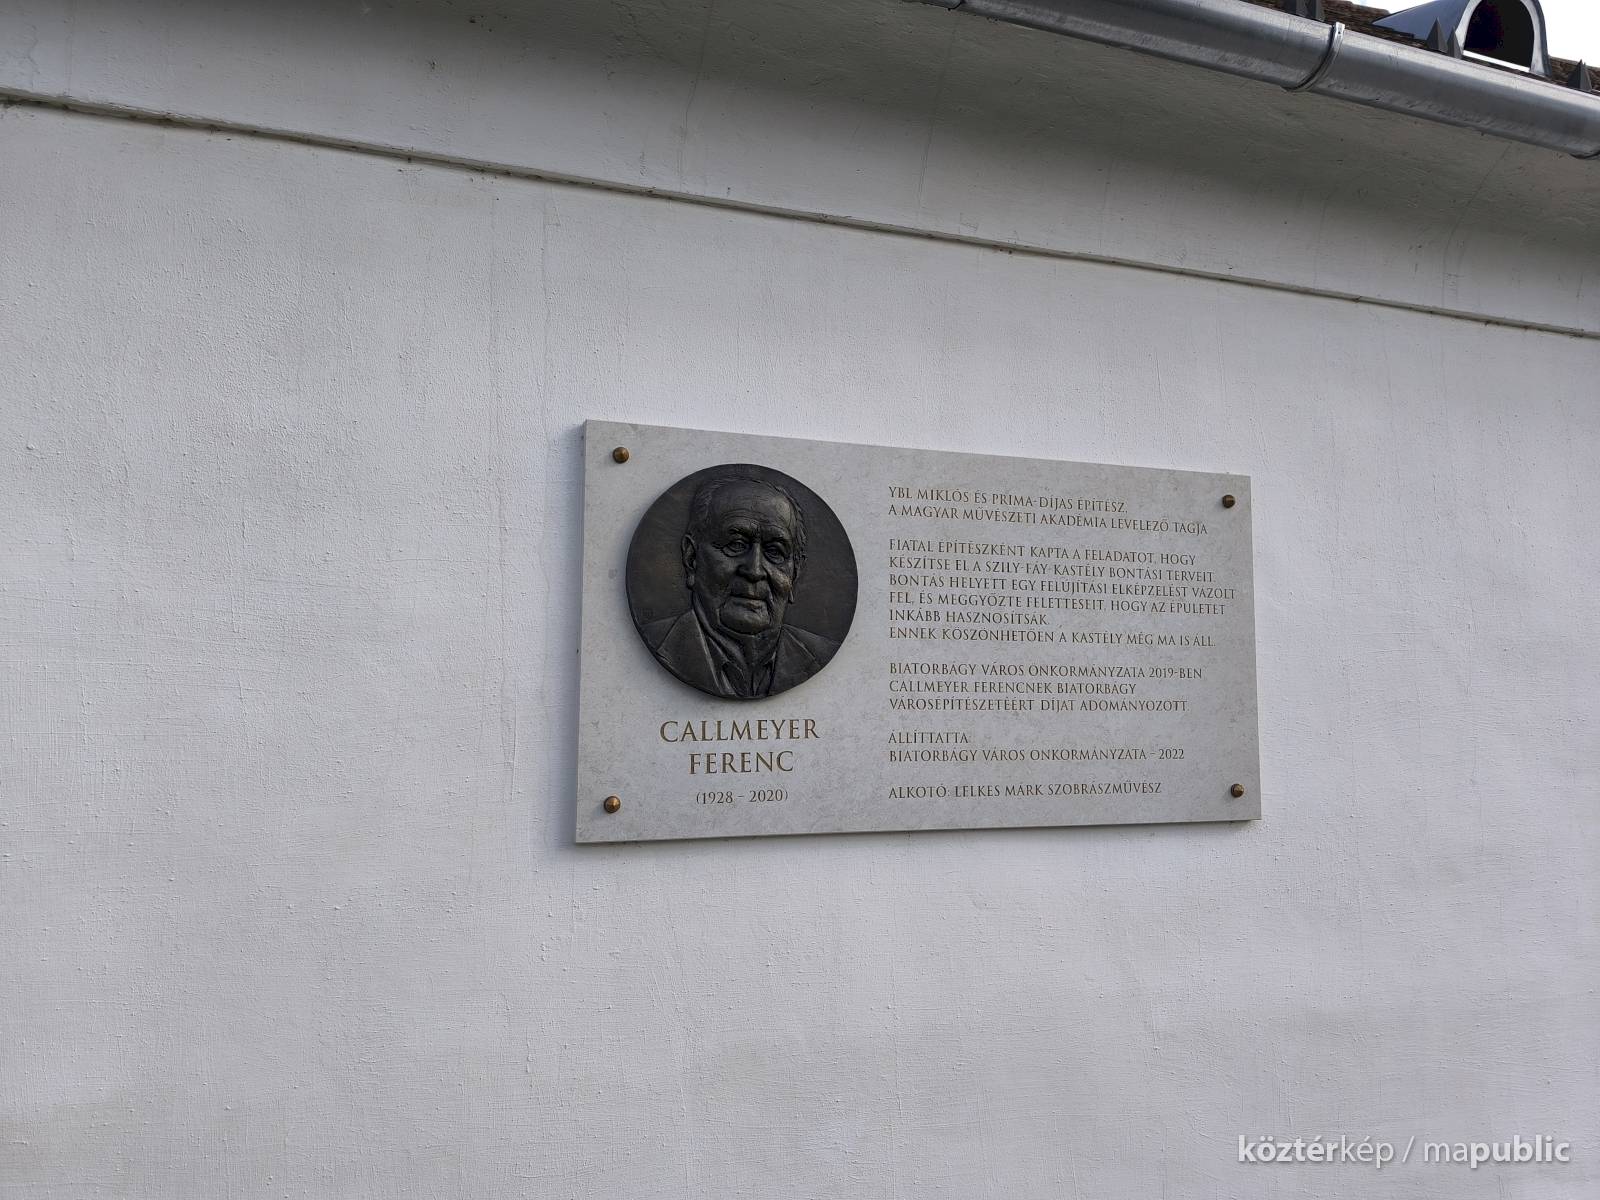 CALLMEYER
FERENC
(1928 – 2020)
YBL MIKLÓS ÉS PRIMA-DÍJAS ÉPÍTÉSZ,
A MAGYAR MŰVÉSZETI AKADÉMIA LEVELEZŐ TAGJA
FIATAL ÉPÍTÉSZKÉNT KAPTA A FELADATOT, HOGY
KÉSZÍTSE EL A SZILY-FÁY-KASTÉLY BONTÁSI TERVEIT.
BONTÁS HELYETT EGY FELÚJÍTÁSI ELKÉPZELÉST VÁZOLT
FEL, ÉS MEGGYŐZTE FELETTESEIT, HOGY AZ ÉPÜLETET
INKÁBB HASZNOSÍTSÁK.
ENNEK KÖSZÖNHETŐEN A KASTÉLY MÉG MA IS ÁLL.
BIATORBÁGY VÁROS ÖNKORMÁNYZATA 2019-BEN
CALLMEYER FERENCNEK BIATORBÁGY
VÁROSÉPÍTÉSZETÉÉRT DÍJAT ADOMÁNYOZOTT.
ÁLLÍTTATTA:
BIATORBÁGY VÁROS ÖNKORMÁNYZATA – 2022
ALKOTÓ: LELKES MÁRK SZOBRÁSZMŰVÉSZ
köztérkép / mapublic